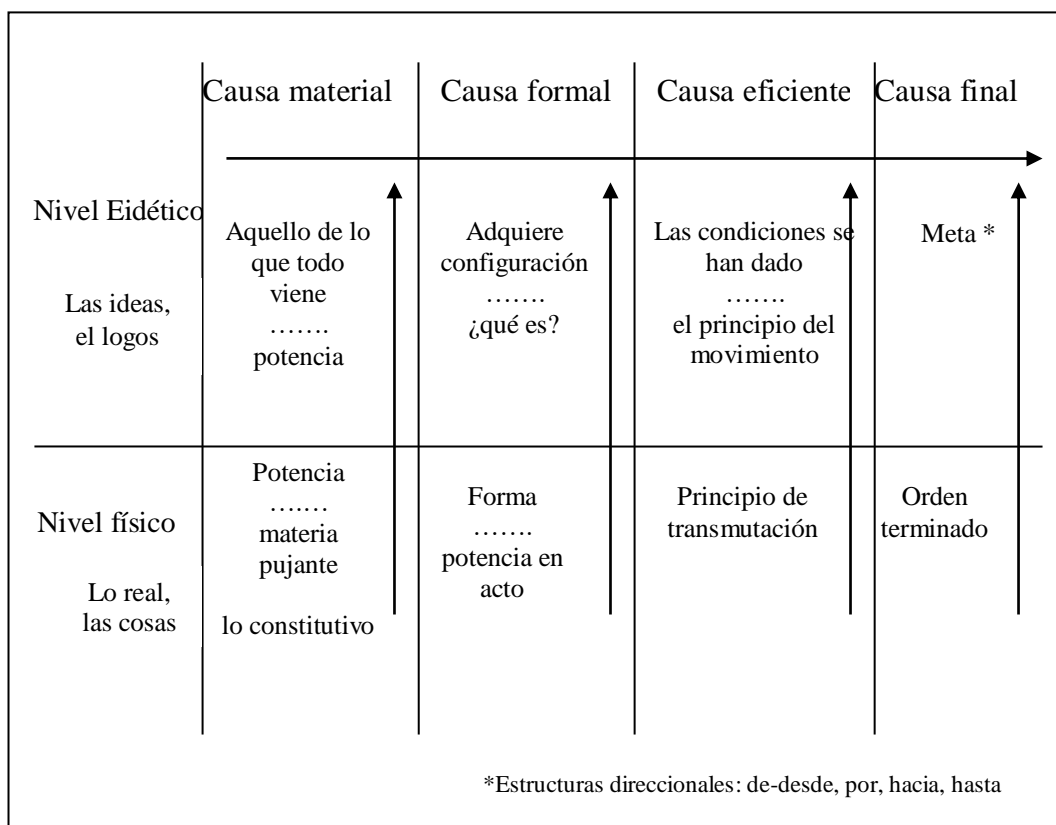 Causa material
Causa formal
Causa eficiente
Causa final
Nivel Eidético
Las ideas,
el logos
Aquello de lo
que todo
viene
…….
potencia
Adquiere
configuración
…….
¿qué es?
Las condiciones se
han dado
…….
el principio del
movimiento
Meta *
Nivel físico
Lo real,
las cosas
Potencia
…….
materia
pujante
lo constitutivo
Forma
…….
potencia en
acto
Principio de
transmutación
Orden
terminado
*Estructuras direccionales: de-desde, por, hacia, hasta